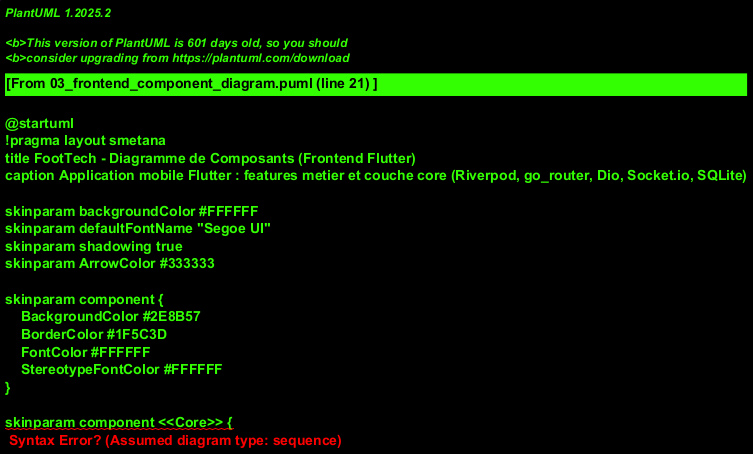 PlantUML 1.2025.2
<b>This version of PlantUML is 601 days old, so you should
<b>consider upgrading from https://plantuml.com/download
[From 03_frontend_component_diagram.puml (line 21) ]
@startuml
!pragma layout smetana
title FootTech - Diagramme de Composants (Frontend Flutter)
caption Application mobile Flutter : features metier et couche core (Riverpod, go_router, Dio, Socket.io, SQLite)
skinparam backgroundColor #FFFFFF
skinparam defaultFontName "Segoe UI"
skinparam shadowing true
skinparam ArrowColor #333333
skinparam component {
BackgroundColor #2E8B57
BorderColor #1F5C3D
FontColor #FFFFFF
StereotypeFontColor #FFFFFF
}
skinparam component <<Core>> {
Syntax Error? (Assumed diagram type: sequence)